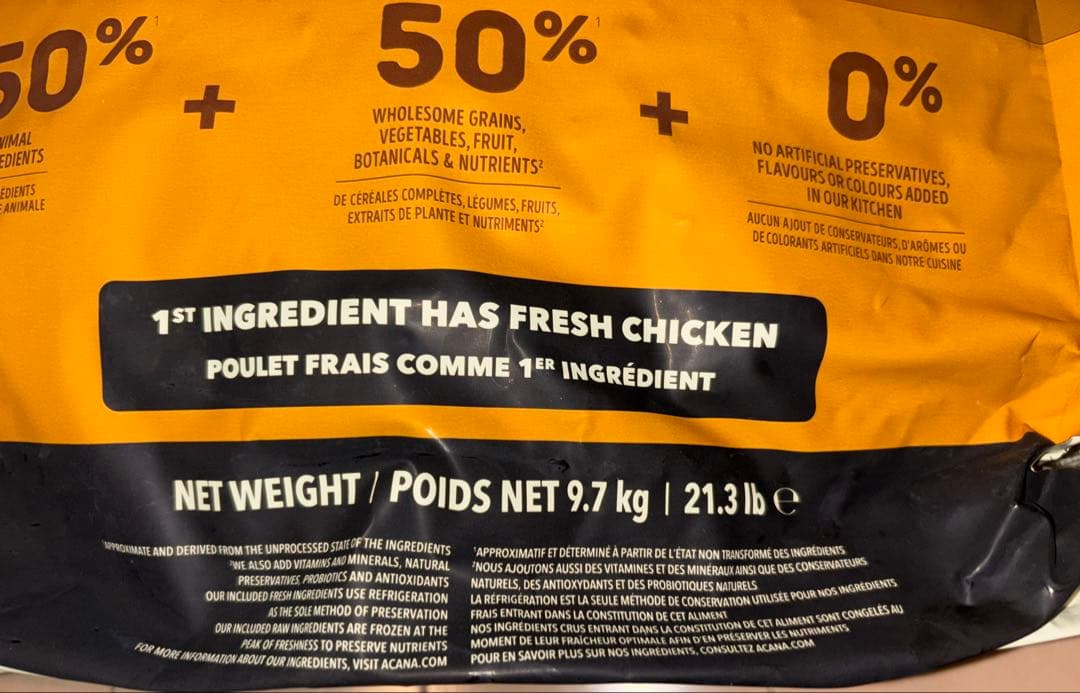 50%¹
+
50%¹
+
0%
WHOLESOME GRAINS,
VEGETABLES, FRUIT,
BOTANICALS & NUTRIENTS²
DE CÉRÉALES COMPLÈTES, LÉGUMES, FRUITS,
EXTRAITS DE PLANTE ET NUTRIMENTS²
NO ARTIFICIAL PRESERVATIVES,
FLAVOURS OR COLOURS ADDED
IN OUR KITCHEN
AUCUN AJOUT DE CONSERVATEURS, D'ARÔMES OU
DE COLORANTS ARTIFICIELS DANS NOTRE CUISINE
ANIMALE
1ST INGREDIENT HAS FRESH CHICKEN
POULET FRAIS COMME 1ER INGRÉDIENT
NET WEIGHT / POIDS NET 9.7 kg | 21.3 lb e
¹APPROXIMATE AND DERIVED FROM THE UNPROCESSED STATE OF THE INGREDIENTS
²WE ALSO ADD VITAMINS AND MINERALS, NATURAL
PRESERVATIVES, PROBIOTICS AND ANTIOXIDANTS
OUR INCLUDED FRESH INGREDIENTS USE REFRIGERATION
AS THE SOLE METHOD OF PRESERVATION
OUR INCLUDED RAW INGREDIENTS ARE FROZEN AT THE
PEAK OF FRESHNESS TO PRESERVE NUTRIENTS
FOR MORE INFORMATION ABOUT OUR INGREDIENTS, VISIT ACANA.COM
¹APPROXIMATIF ET DÉTERMINÉ À PARTIR DE L'ÉTAT NON TRANSFORMÉ DES INGRÉDIENTS
²NOUS AJOUTONS AUSSI DES VITAMINES ET DES MINÉRAUX AINSI QUE DES CONSERVATEURS
NATURELS, DES ANTIOXYDANTS ET DES PROBIOTIQUES NATURELS
LA RÉFRIGÉRATION EST LA SEULE MÉTHODE DE CONSERVATION UTILISÉE POUR NOS INGRÉDIENTS
FRAIS ENTRANT DANS LA CONSTITUTION DE CET ALIMENT
NOS INGRÉDIENTS CRUS ENTRANT DANS LA CONSTITUTION DE CET ALIMENT SONT CONGELÉS AU
MOMENT DE LEUR FRAÎCHEUR OPTIMALE AFIN D'EN PRÉSERVER LES NUTRIMENTS
POUR EN SAVOIR PLUS SUR NOS INGRÉDIENTS, CONSULTEZ ACANA.COM